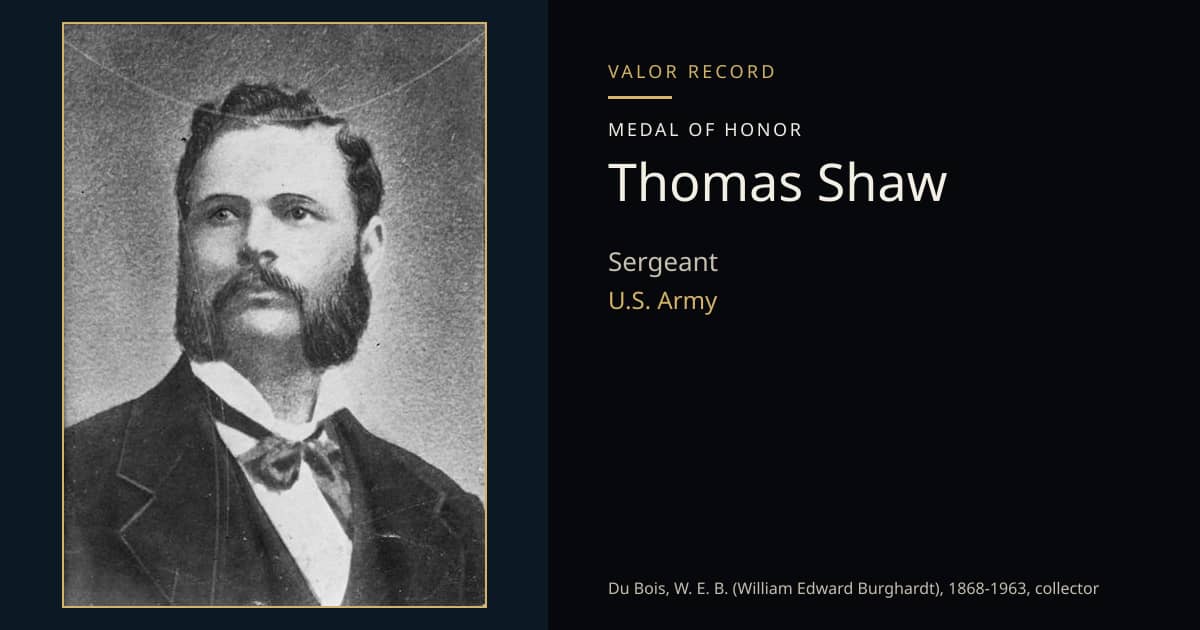 VALOR RECORD
MEDAL OF HONOR
Thomas Shaw
Sergeant
U.S. Army
Du Bois, W. E. B. (William Edward Burghardt), 1868-1963, collector